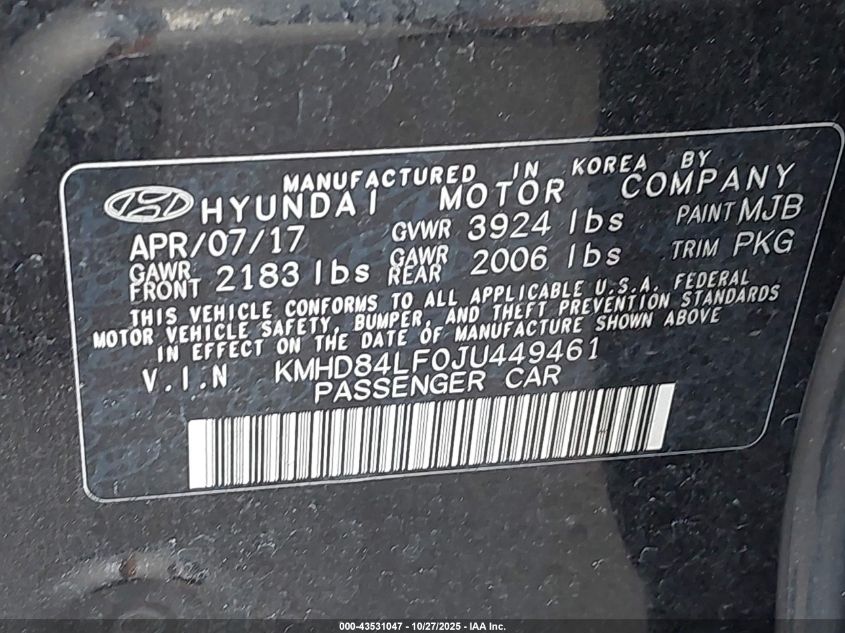 MANUFACTURED IN KOREA BY
HYUNDAI MOTOR COMPANY
APR/07/17 GVWR 3924 lbs PAINT MJB
GAWR FRONT 2183 lbs GAWR REAR 2006 lbs TRIM PKG
THIS VEHICLE CONFORMS TO ALL APPLICABLE U.S.A. FEDERAL
MOTOR VEHICLE SAFETY, BUMPER, AND THEFT PREVENTION STANDARDS
IN EFFECT ON THE DATE OF MANUFACTURE SHOWN ABOVE
V.I.N KMHD84LF0JU449461
PASSENGER CAR
000-43531047 - 10/27/2025 - IAA Inc.